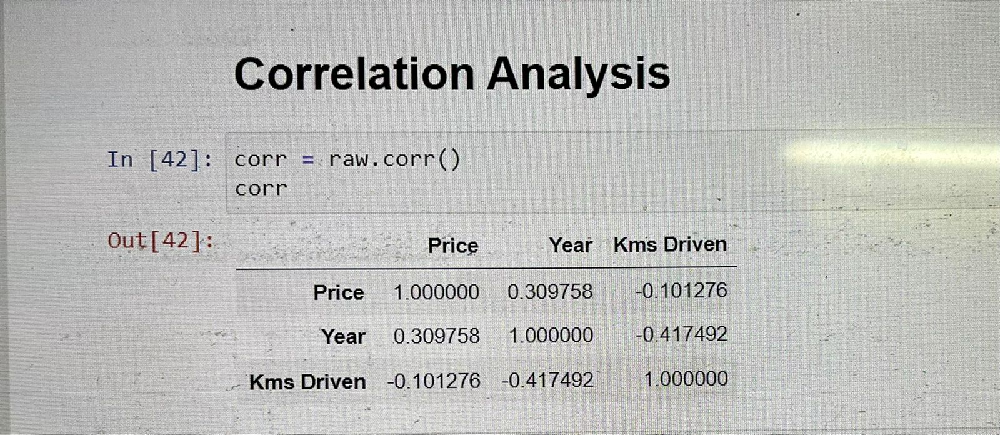 Correlation Analysis
In [42]: corr = raw.corr()
corr
Out[42]:
Price Year Kms Driven
Price 1.000000 0.309758 -0.101276
Year 0.309758 1.000000 -0.417492
Kms Driven -0.101276 -0.417492 1.000000